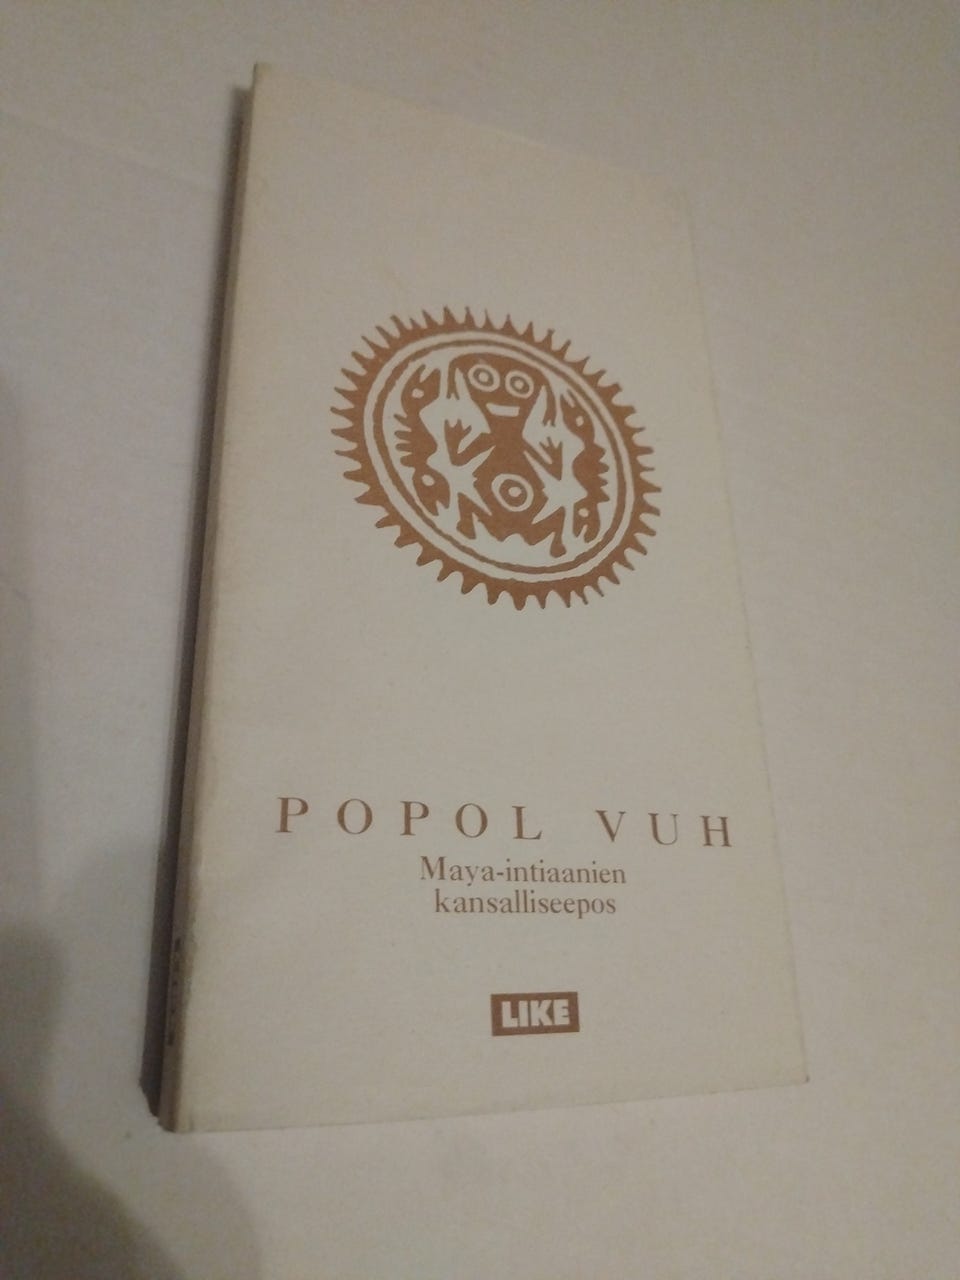 POPOL VUH
Maya-intiaanien
kansalliseepos
LIKE